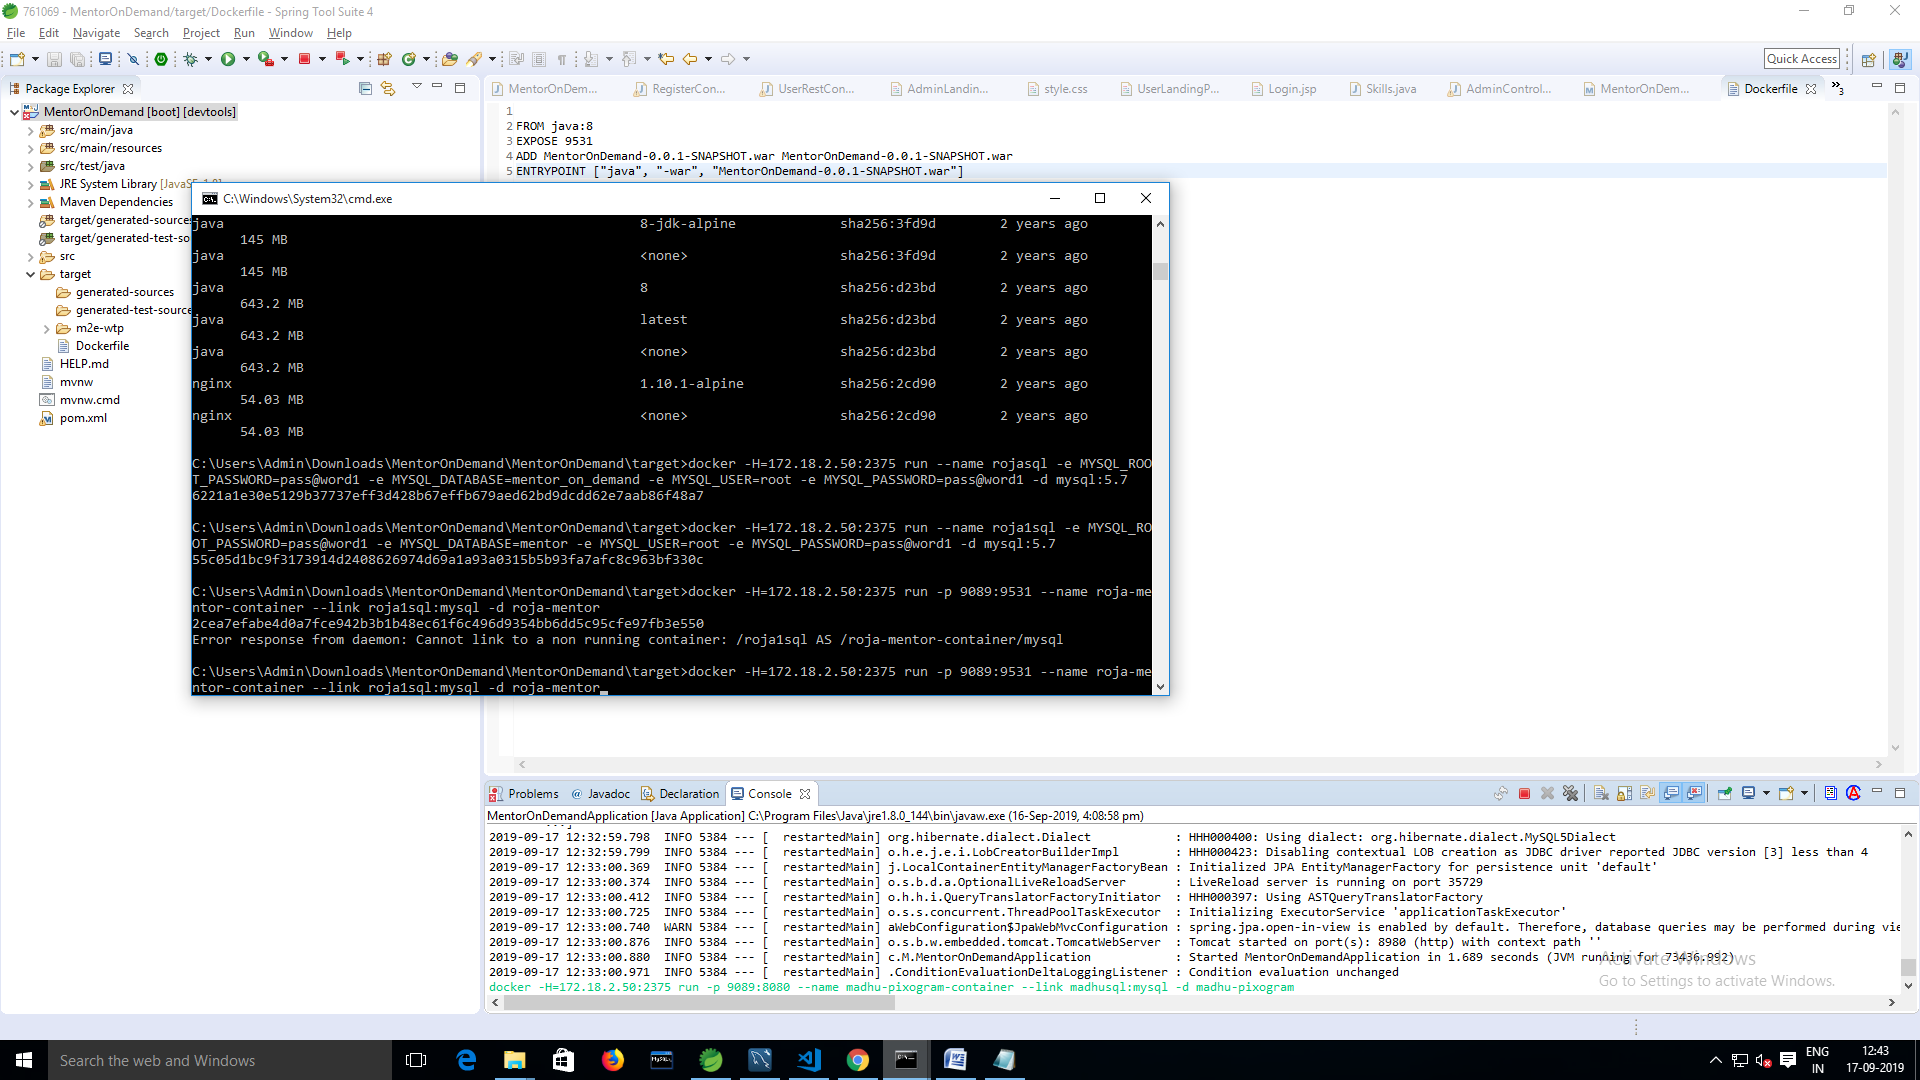 761069 - MentorOnDemand/target/Dockerfile - Spring Tool Suite 4
File Edit Navigate Search Project Run Window Help
Quick Access
Package Explorer
MentorOnDemand [boot] [devtools]
src/main/java
src/main/resources
src/test/java
JRE System Library
Maven Dependencies
target/generated-sources
target/generated-test-so
src
target
generated-sources
generated-test-source
m2e-wtp
Dockerfile
HELP.md
mvnw
mvnw.cmd
pom.xml
MentorOnDem... RegisterCon... UserRestCon... AdminLandin... style.css UserLandingP... Login.jsp Skills.java AdminControl... MentorOnDem... Dockerfile »3
1
2 FROM java:8
3 EXPOSE 9531
4 ADD MentorOnDemand-0.0.1-SNAPSHOT.war MentorOnDemand-0.0.1-SNAPSHOT.war
5 ENTRYPOINT ["java", "-war", "MentorOnDemand-0.0.1-SNAPSHOT.war"]
C:\Windows\System32\cmd.exe
java 8-jdk-alpine sha256:3fd9d 2 years ago
145 MB
java <none> sha256:3fd9d 2 years ago
145 MB
java 8 sha256:d23bd 2 years ago
643.2 MB
java latest sha256:d23bd 2 years ago
643.2 MB
java <none> sha256:d23bd 2 years ago
643.2 MB
nginx 1.10.1-alpine sha256:2cd90 2 years ago
54.03 MB
nginx <none> sha256:2cd90 2 years ago
54.03 MB
C:\Users\Admin\Downloads\MentorOnDemand\MentorOnDemand\target>docker -H=172.18.2.50:2375 run --name rojasql -e MYSQL_ROO
T_PASSWORD=pass@word1 -e MYSQL_DATABASE=mentor_on_demand -e MYSQL_USER=root -e MYSQL_PASSWORD=pass@word1 -d mysql:5.7
6221a1e30e5129b37737eff3d428b67effb679aed62bd9dcdd62e7aab86f48a7
C:\Users\Admin\Downloads\MentorOnDemand\MentorOnDemand\target>docker -H=172.18.2.50:2375 run --name roja1sql -e MYSQL_RO
OT_PASSWORD=pass@word1 -e MYSQL_DATABASE=mentor -e MYSQL_USER=root -e MYSQL_PASSWORD=pass@word1 -d mysql:5.7
55c05d1bc9f3173914d2408626974d69a1a93a0315b5b93fa7afc8c963bf330c
C:\Users\Admin\Downloads\MentorOnDemand\MentorOnDemand\target>docker -H=172.18.2.50:2375 run -p 9089:9531 --name roja-me
ntor-container --link roja1sql:mysql -d roja-mentor
2cea7efabe4d0a7fce942b3b1b48ec61f6c496d9354bb6dd5c95cfe97fb3e550
Error response from daemon: Cannot link to a non running container: /roja1sql AS /roja-mentor-container/mysql
C:\Users\Admin\Downloads\MentorOnDemand\MentorOnDemand\target>docker -H=172.18.2.50:2375 run -p 9089:9531 --name roja-me
ntor-container --link roja1sql:mysql -d roja-mentor_
Problems Javadoc Declaration Console
MentorOnDemandApplication [Java Application] C:\Program Files\Java\jre1.8.0_144\bin\javaw.exe (16-Sep-2019, 4:08:58 pm)
2019-09-17 12:32:59.798 INFO 5384 --- [ restartedMain] org.hibernate.dialect.Dialect : HHH000400: Using dialect: org.hibernate.dialect.MySQL5Dialect
2019-09-17 12:32:59.799 INFO 5384 --- [ restartedMain] o.h.e.j.e.i.LobCreatorBuilderImpl : HHH000423: Disabling contextual LOB creation as JDBC driver reported JDBC version [3] less than 4
2019-09-17 12:33:00.369 INFO 5384 --- [ restartedMain] j.LocalContainerEntityManagerFactoryBean : Initialized JPA EntityManagerFactory for persistence unit 'default'
2019-09-17 12:33:00.374 INFO 5384 --- [ restartedMain] o.s.b.d.a.OptionalLiveReloadServer : LiveReload server is running on port 35729
2019-09-17 12:33:00.412 INFO 5384 --- [ restartedMain] o.h.h.i.QueryTranslatorFactoryInitiator : HHH000397: Using ASTQueryTranslatorFactory
2019-09-17 12:33:00.725 INFO 5384 --- [ restartedMain] o.s.s.concurrent.ThreadPoolTaskExecutor : Initializing ExecutorService 'applicationTaskExecutor'
2019-09-17 12:33:00.740 WARN 5384 --- [ restartedMain] aWebConfiguration$JpaWebMvcConfiguration : spring.jpa.open-in-view is enabled by default. Therefore, database queries may be performed during vie
2019-09-17 12:33:00.876 INFO 5384 --- [ restartedMain] o.s.b.w.embedded.tomcat.TomcatWebServer : Tomcat started on port(s): 8980 (http) with context path ''
2019-09-17 12:33:00.880 INFO 5384 --- [ restartedMain] c.M.MentorOnDemandApplication : Started MentorOnDemandApplication in 1.689 seconds (JVM running for 73436.992)
2019-09-17 12:33:00.971 INFO 5384 --- [ restartedMain] .ConditionEvaluationDeltaLoggingListener : Condition evaluation unchanged
docker -H=172.18.2.50:2375 run -p 9089:8080 --name madhu-pixogram-container --link madhusql:mysql -d madhu-pixogram
Activate Windows
Go to Settings to activate Windows.
Search the web and Windows
ENG
IN
12:43
17-09-2019